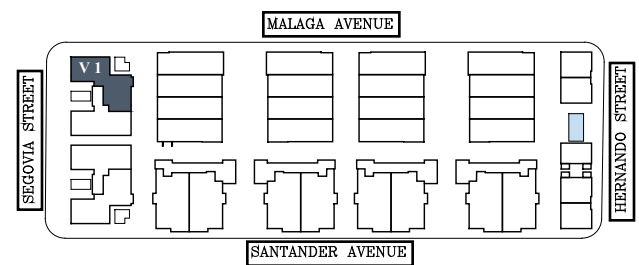 MALAGA AVENUE
V 1
SEGOVIA STREET
HERNANDO STREET
SANTANDER AVENUE